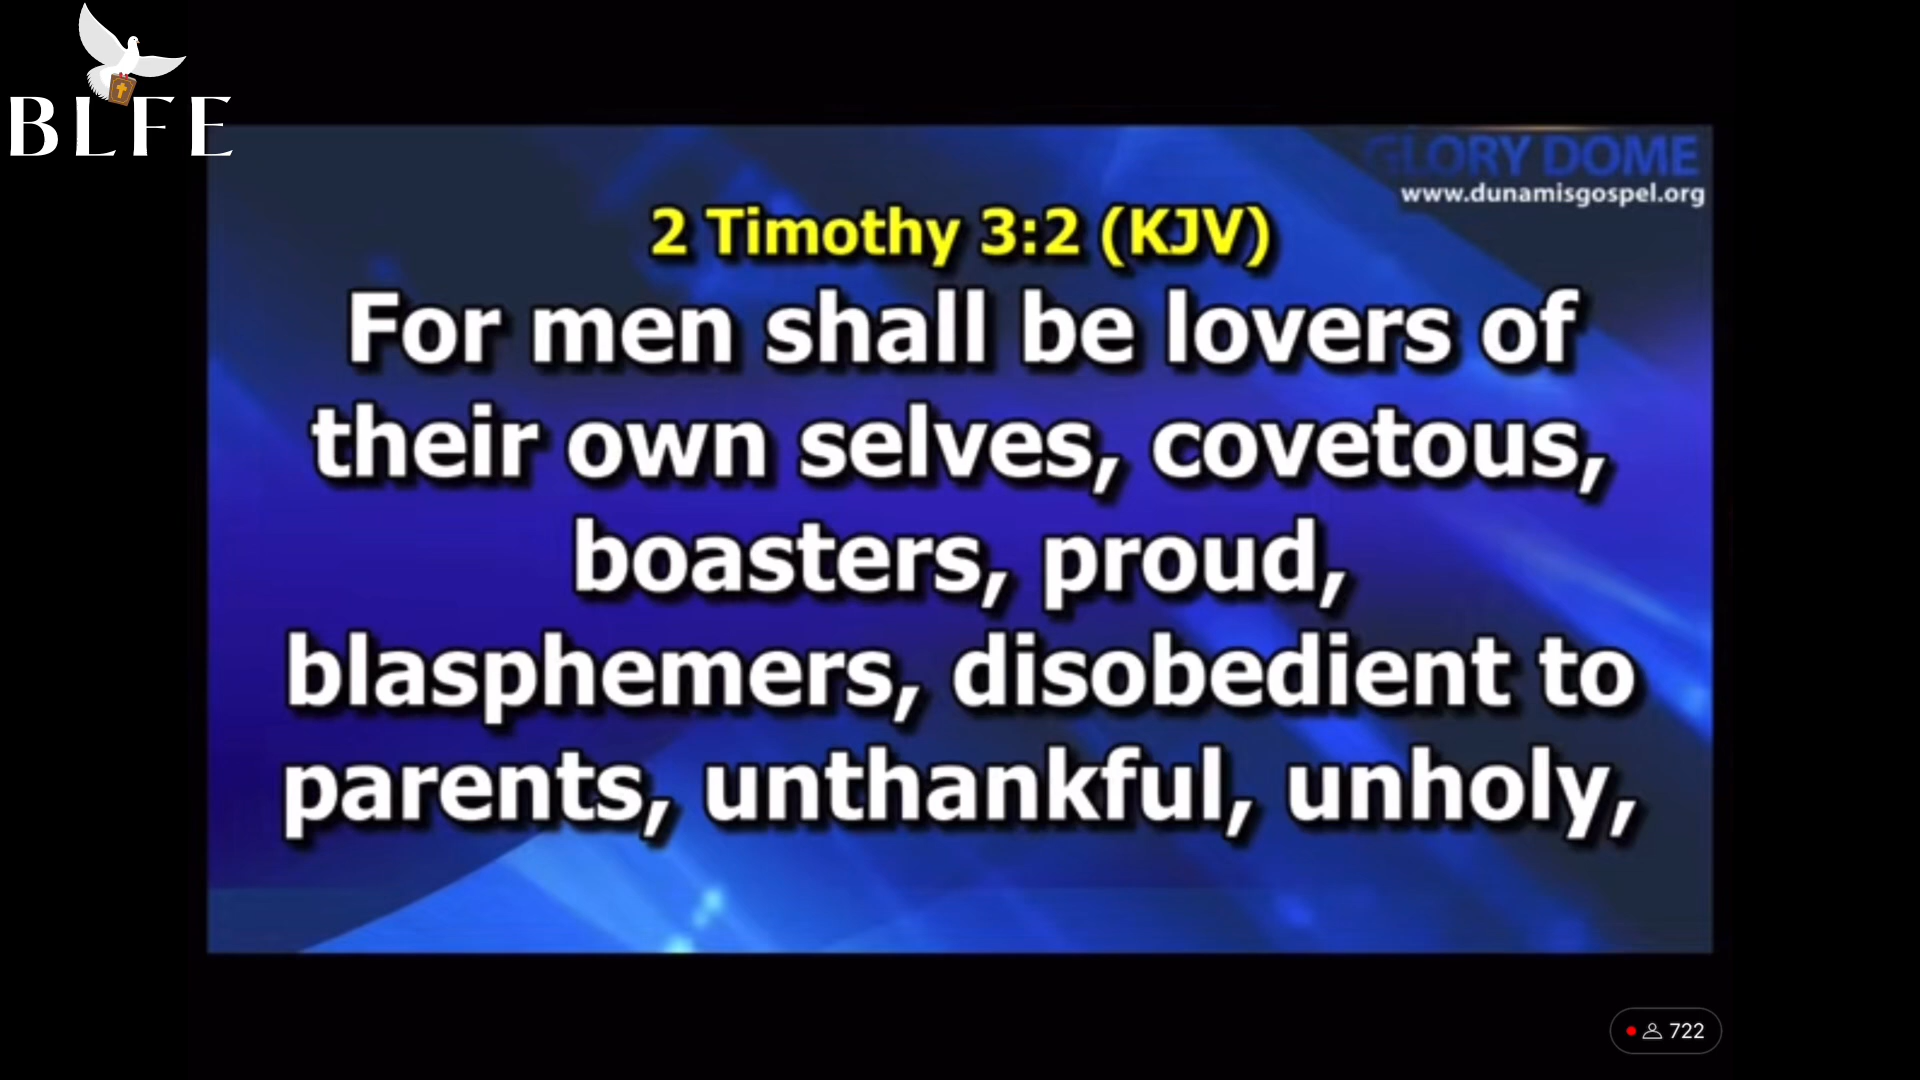 BLFE
GLORY DOME
www.dunamisgospel.org
2 Timothy 3:2 (KJV)
For men shall be lovers of
their own selves, covetous,
boasters, proud,
blasphemers, disobedient to
parents, unthankful, unholy,
722